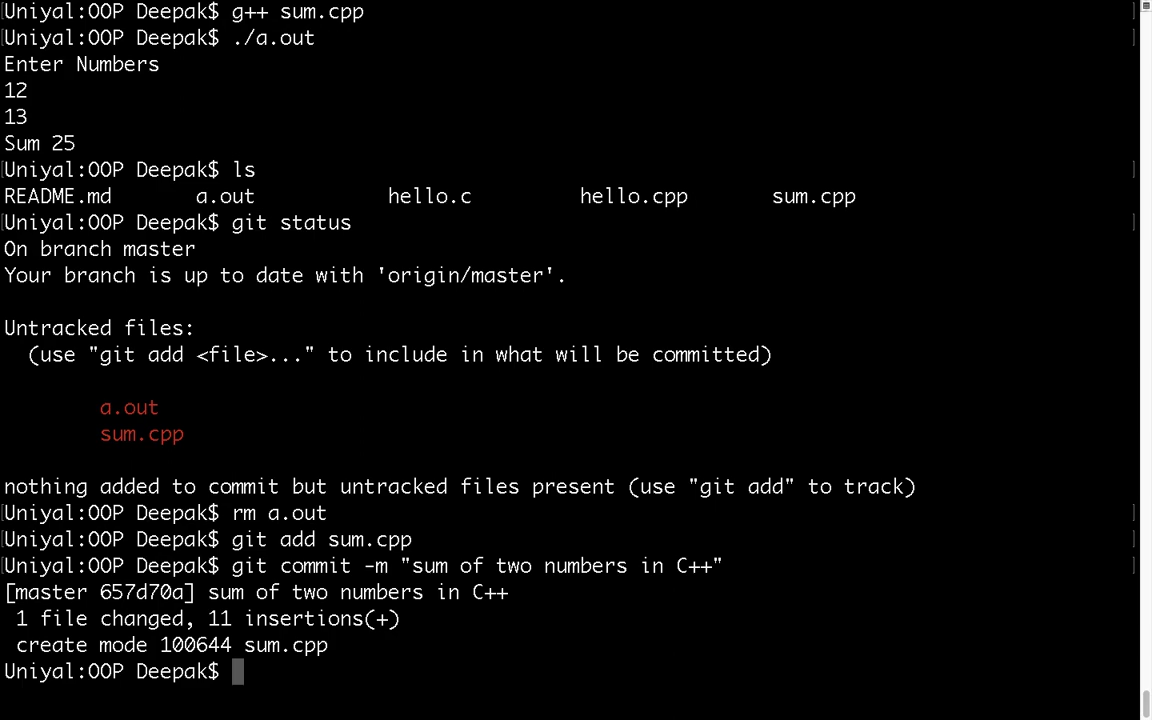 Uniyal:OOP Deepak$ g++ sum.cpp
Uniyal:OOP Deepak$ ./a.out
Enter Numbers
12
13
Sum 25
Uniyal:OOP Deepak$ ls
README.md       a.out           hello.c         hello.cpp       sum.cpp
Uniyal:OOP Deepak$ git status
On branch master
Your branch is up to date with 'origin/master'.
Untracked files:
  (use "git add <file>..." to include in what will be committed)
        a.out
        sum.cpp
nothing added to commit but untracked files present (use "git add" to track)
Uniyal:OOP Deepak$ rm a.out
Uniyal:OOP Deepak$ git add sum.cpp
Uniyal:OOP Deepak$ git commit -m "sum of two numbers in C++"
[master 657d70a] sum of two numbers in C++
 1 file changed, 11 insertions(+)
 create mode 100644 sum.cpp
Uniyal:OOP Deepak$